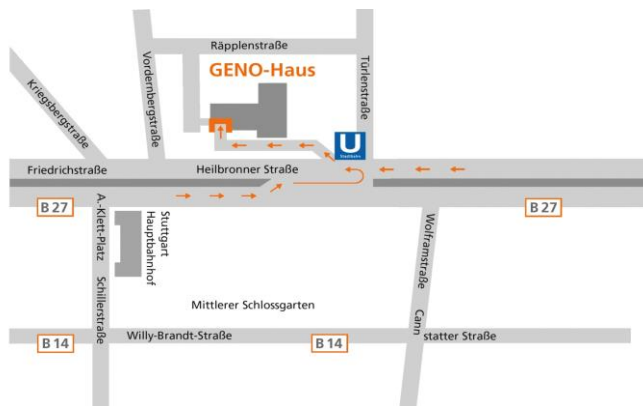 Räpplenstraße
GENO-Haus
Türlenstraße
Vordernbergstraße
Kriegsbergstraße
U
Stadtbahn
Friedrichstraße
Heilbronner Straße
B 27
A.-Klett-Platz
Stuttgart
Hauptbahnhof
Wolframstraße
B 27
Schillerstraße
Mittlerer Schlossgarten
B 14
Willy-Brandt-Straße
B 14
Cann
statter Straße